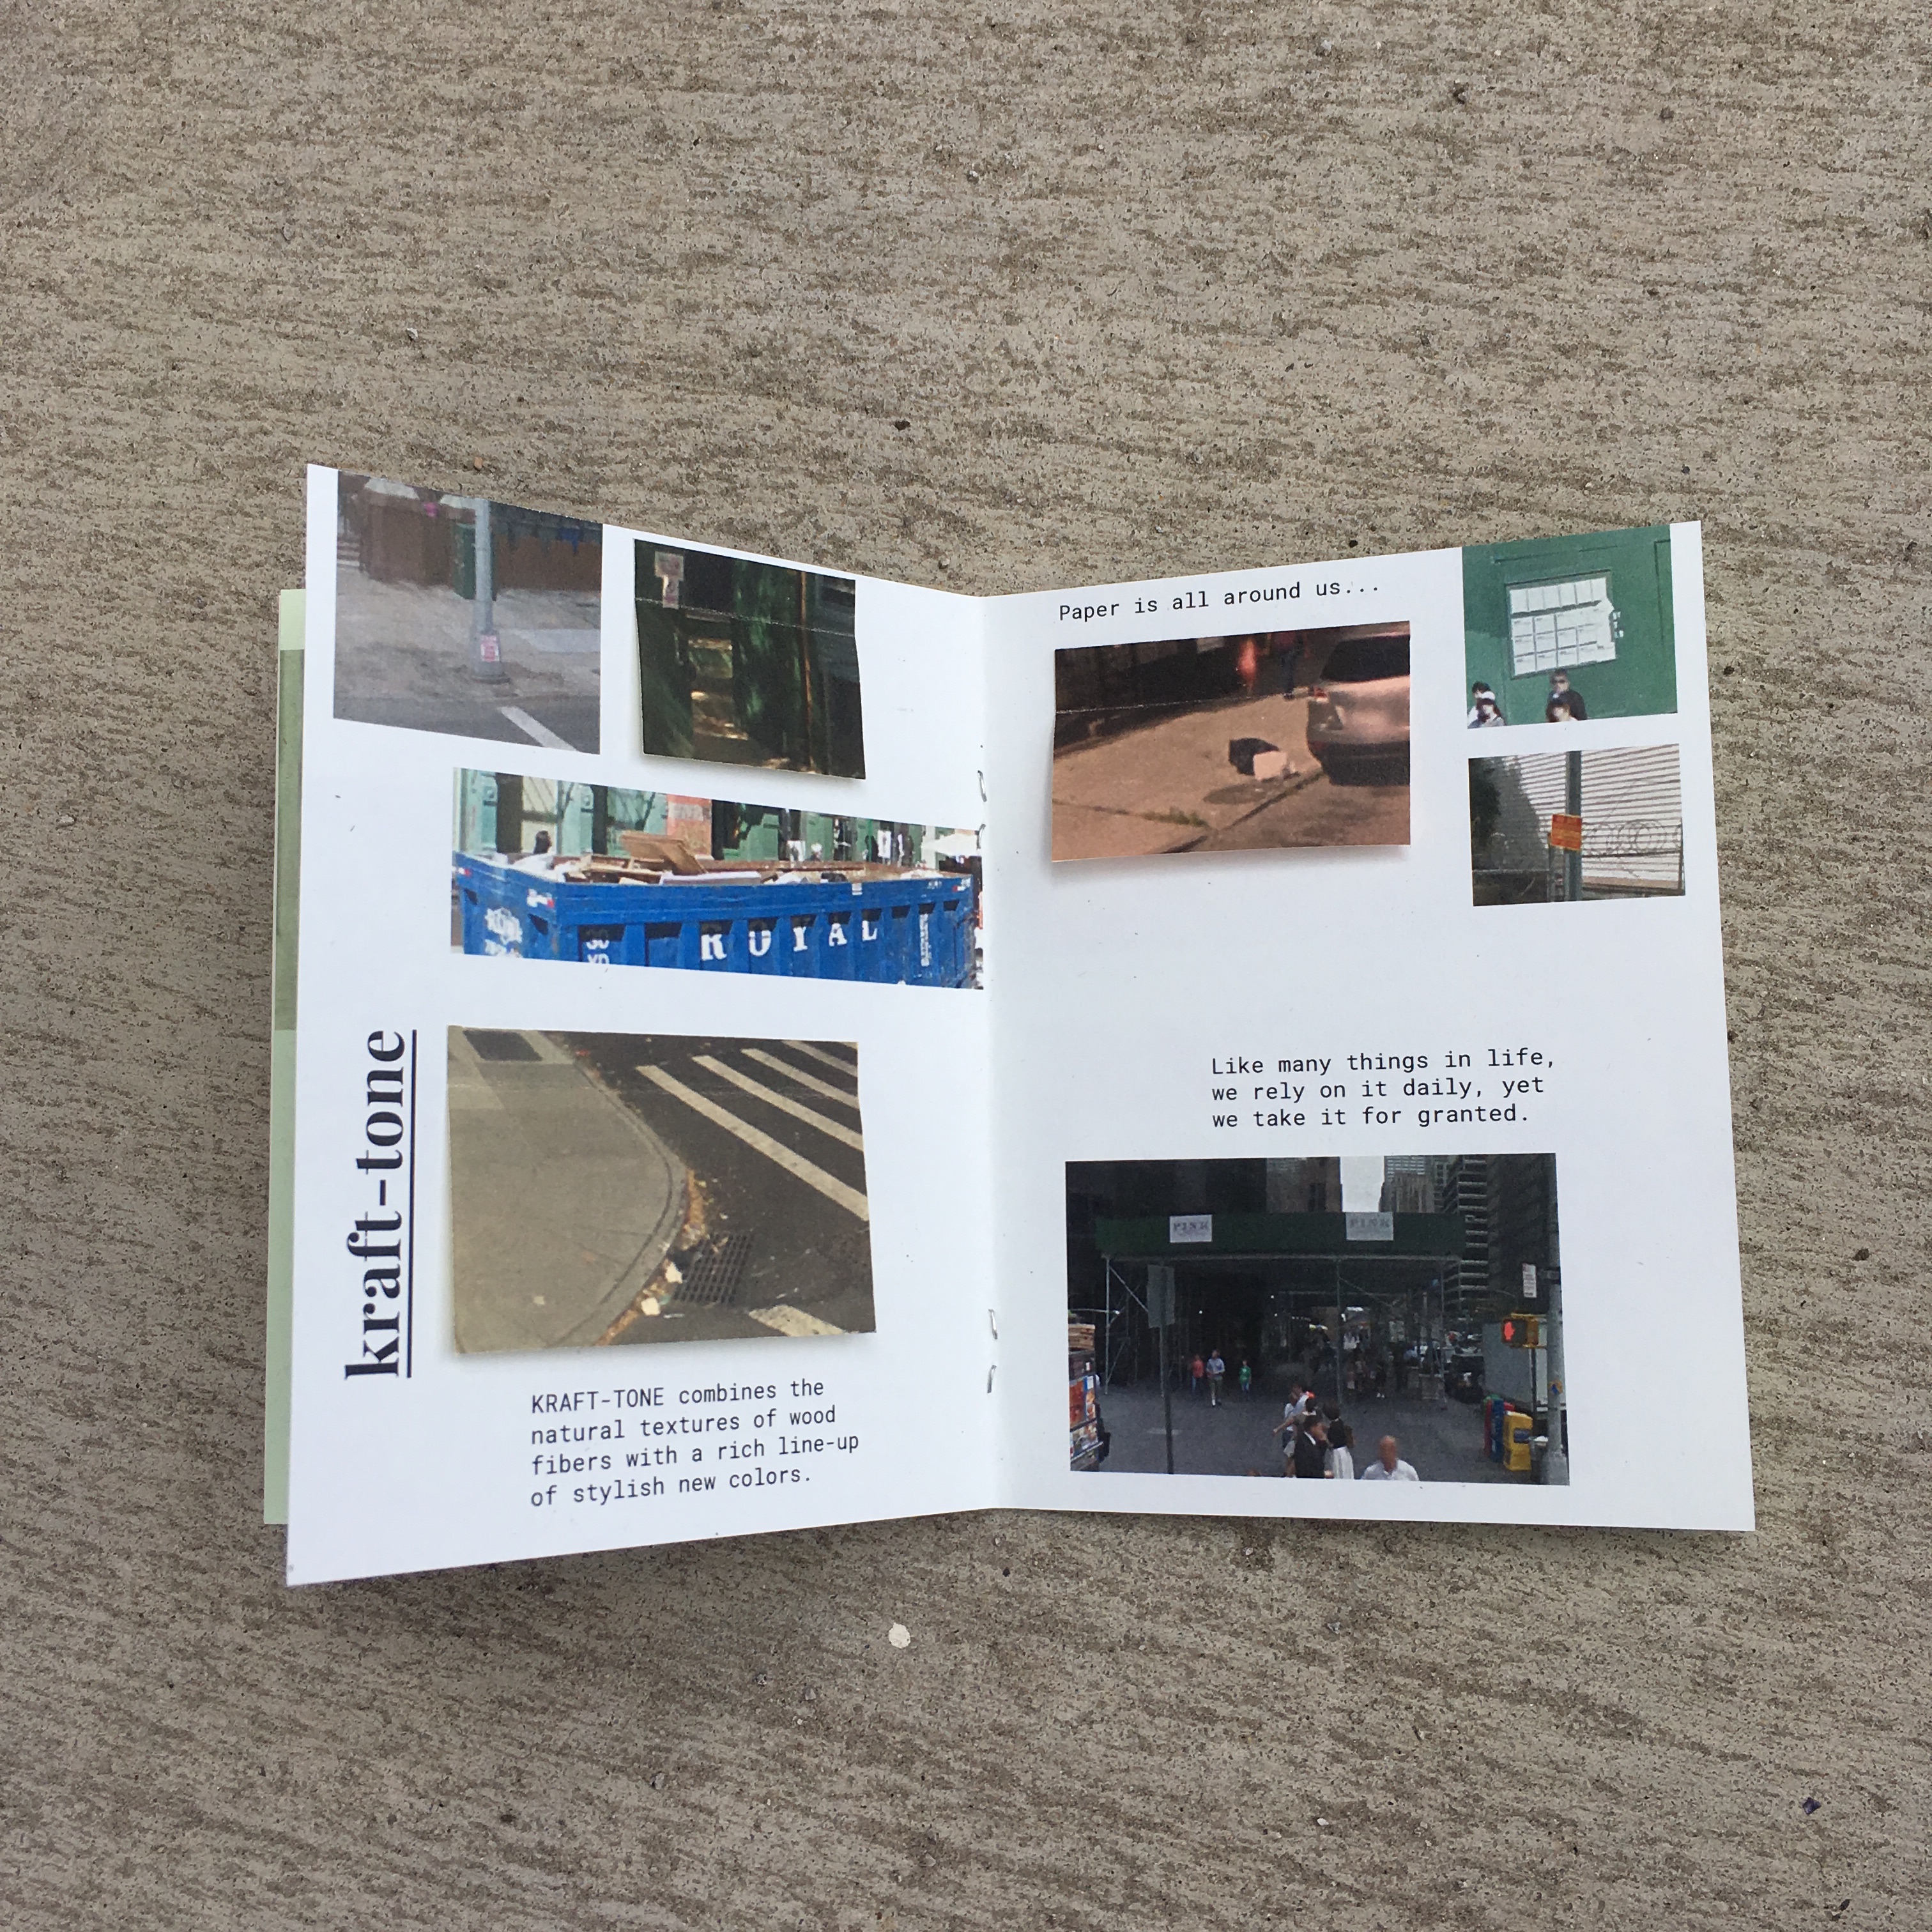 ROYAL
30
YD
kraft-tone
KRAFT-TONE combines the
natural textures of wood
fibers with a rich line-up
of stylish new colors.
Paper is all around us...
Like many things in life,
we rely on it daily, yet
we take it for granted.
PINK
PINK